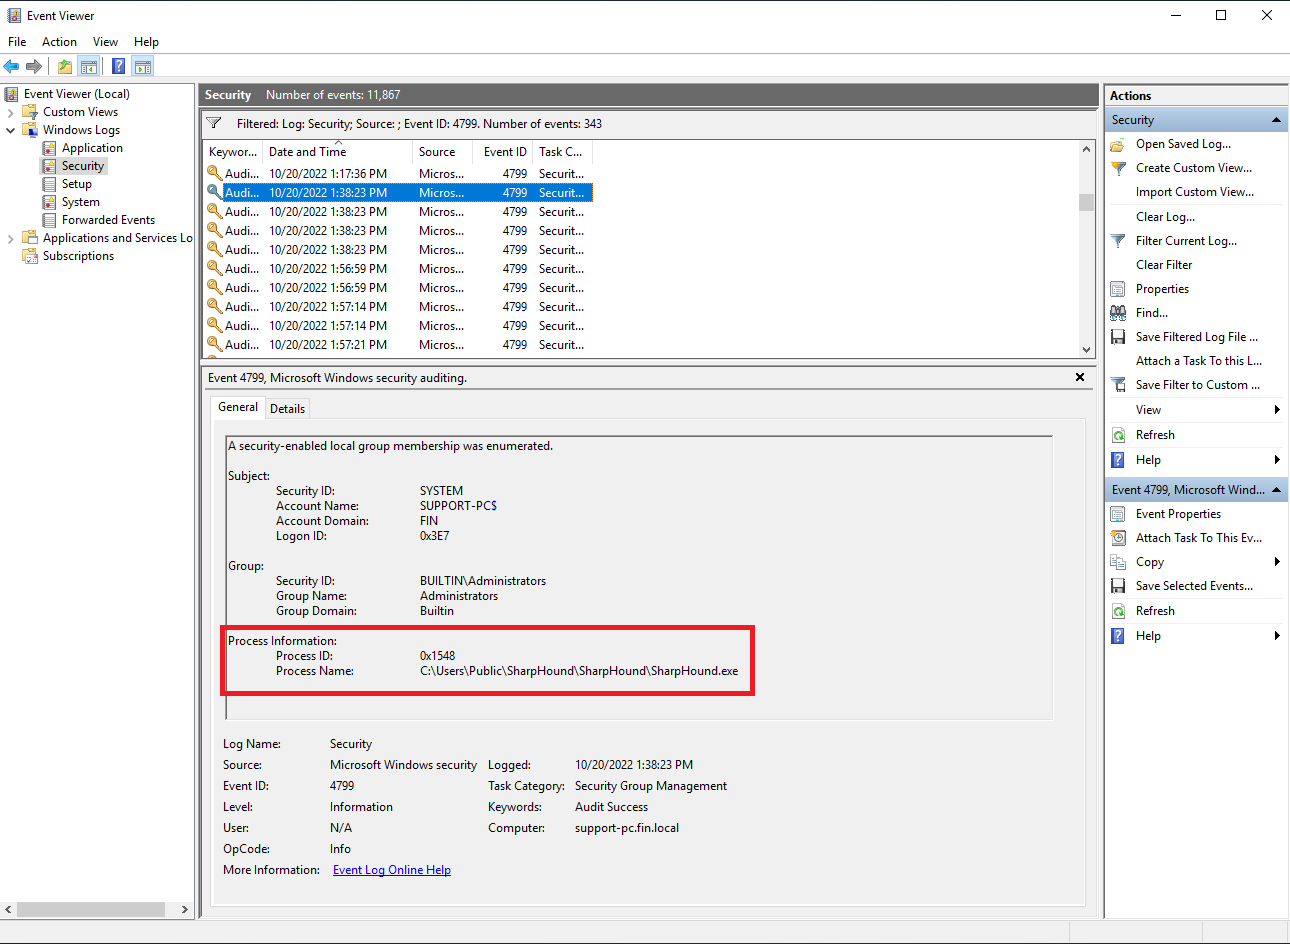 Event Viewer
File Action View Help
Event Viewer (Local)
Custom Views
Windows Logs
Application
Security
Setup
System
Forwarded Events
Applications and Services Lo
Subscriptions
Security Number of events: 11,867
Filtered: Log: Security; Source: ; Event ID: 4799. Number of events: 343
Keywor... Date and Time Source Event ID Task C...
Audi... 10/20/2022 1:17:36 PM Micros... 4799 Securit...
Audi... 10/20/2022 1:38:23 PM Micros... 4799 Securit...
Audi... 10/20/2022 1:38:23 PM Micros... 4799 Securit...
Audi... 10/20/2022 1:38:23 PM Micros... 4799 Securit...
Audi... 10/20/2022 1:38:23 PM Micros... 4799 Securit...
Audi... 10/20/2022 1:56:59 PM Micros... 4799 Securit...
Audi... 10/20/2022 1:56:59 PM Micros... 4799 Securit...
Audi... 10/20/2022 1:57:14 PM Micros... 4799 Securit...
Audi... 10/20/2022 1:57:14 PM Micros... 4799 Securit...
Audi... 10/20/2022 1:57:21 PM Micros... 4799 Securit...
Event 4799, Microsoft Windows security auditing.
General Details
A security-enabled local group membership was enumerated.
Subject:
Security ID: SYSTEM
Account Name: SUPPORT-PC$
Account Domain: FIN
Logon ID: 0x3E7
Group:
Security ID: BUILTIN\Administrators
Group Name: Administrators
Group Domain: Builtin
Process Information:
Process ID: 0x1548
Process Name: C:\Users\Public\SharpHound\SharpHound\SharpHound.exe
Log Name: Security
Source: Microsoft Windows security Logged: 10/20/2022 1:38:23 PM
Event ID: 4799 Task Category: Security Group Management
Level: Information Keywords: Audit Success
User: N/A Computer: support-pc.fin.local
OpCode: Info
More Information: Event Log Online Help
Actions
Security
Open Saved Log...
Create Custom View...
Import Custom View...
Clear Log...
Filter Current Log...
Clear Filter
Properties
Find...
Save Filtered Log File ...
Attach a Task To this L...
Save Filter to Custom ...
View
Refresh
Help
Event 4799, Microsoft Wind...
Event Properties
Attach Task To This Ev...
Copy
Save Selected Events...
Refresh
Help